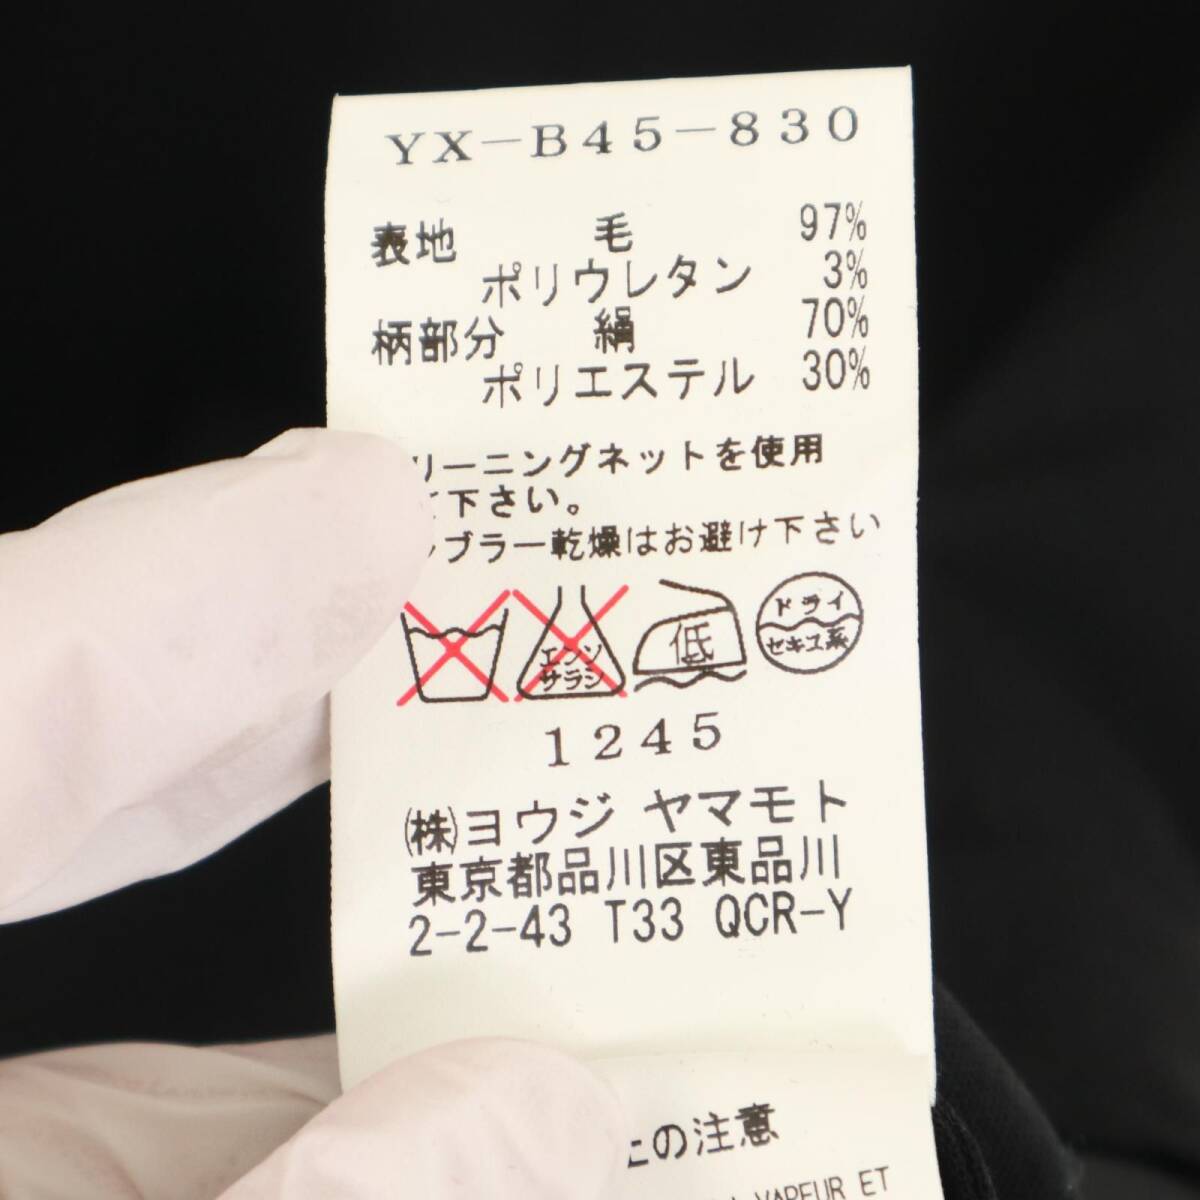 YX-B45-830
表地 毛 97%
ポリウレタン 3%
柄部分 絹 70%
ポリエステル 30%
リーニングネットを使用
て下さい。
ンブラー乾燥はお避け下さい
エンソ
サラシ
低
ドライ
セキユ系
1245
(株)ヨウジ ヤマモト
東京都品川区東品川
2-2-43 T33 QCR-Y
上の注意
VAPEUR ET